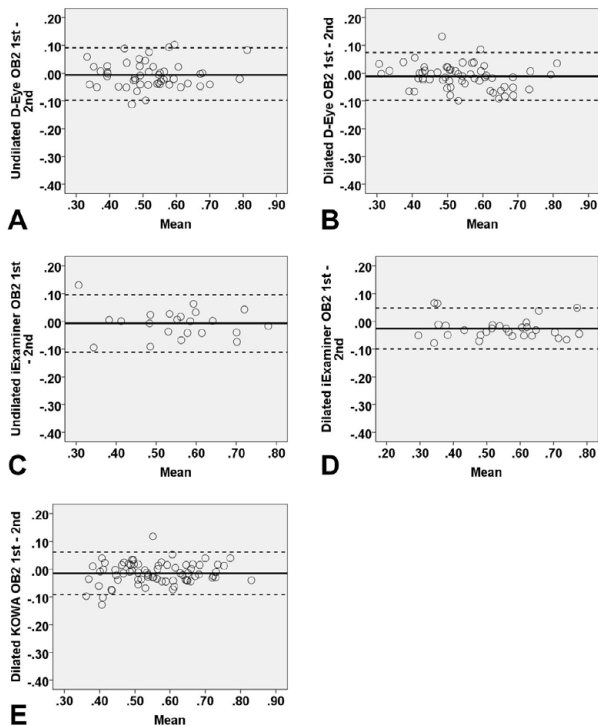 Undilated D-Eye OB2 1st -
2nd
.20
.10
.00
-.10
-.20
-.30
-.40
.30 .40 .50 .60 .70 .80 .90
Mean
A
Dilated D-Eye OB2 1st - 2nd
.20
.10
.00
-.10
-.20
-.30
-.40
.30 .40 .50 .60 .70 .80 .90
Mean
B
Undilated iExaminer OB2 1st
- 2nd
.20
.10
.00
-.10
-.20
-.30
-.40
.30 .40 .50 .60 .70 .80
Mean
C
Dilated iExaminer OB2 1st -
2nd
.20
.10
.00
-.10
-.20
-.30
-.40
.20 .30 .40 .50 .60 .70 .80
Mean
D
Dilated KOWA OB2 1st - 2nd
.20
.10
.00
-.10
-.20
-.30
-.40
.30 .40 .50 .60 .70 .80 .90
Mean
E